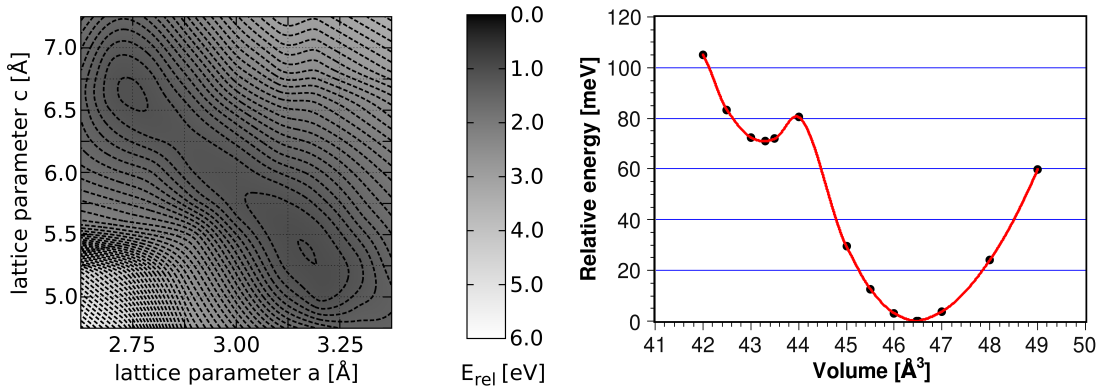 7.0
6.5
6.0
5.5
5.0
lattice parameter c [Å]
2.75 3.00 3.25
lattice parameter a [Å]
0.0
1.0
2.0
3.0
4.0
5.0
6.0
Erel [eV]
120
100
80
60
40
20
0
Relative energy [meV]
41 42 43 44 45 46 47 48 49 50
Volume [Å³]